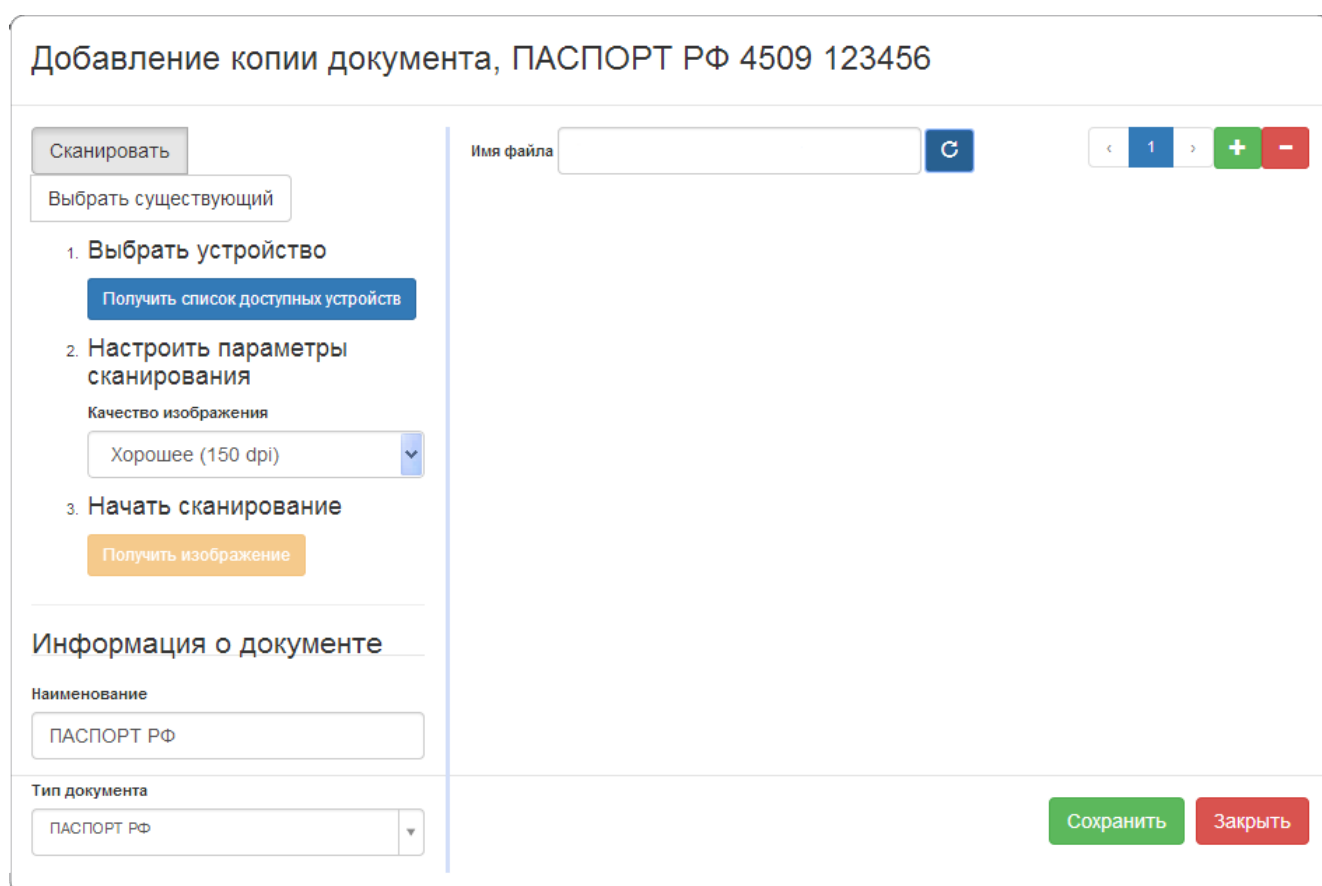 Добавление копии документа, ПАСПОРТ РФ 4509 123456
Сканировать
Выбрать существующий
1. Выбрать устройство
Получить список доступных устройств
2. Настроить параметры
сканирования
Качество изображения
Хорошее (150 dpi)
3. Начать сканирование
Получить изображение
Информация о документе
Наименование
ПАСПОРТ РФ
Тип документа
ПАСПОРТ РФ
Имя файла
‹ 1 › + −
Сохранить Закрыть